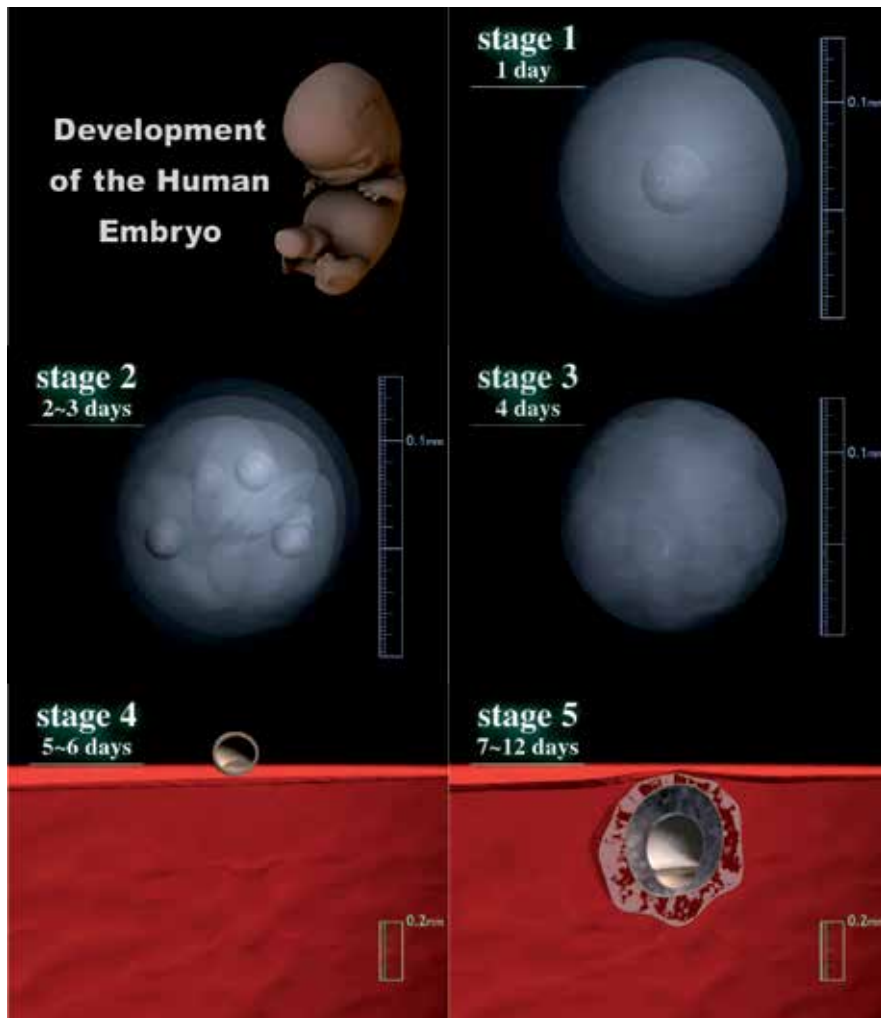 Development
of the Human
Embryo
stage 1
1 day
0.1mm
stage 2
2~3 days
0.1mm
stage 3
4 days
0.1mm
stage 4
5~6 days
0.2mm
stage 5
7~12 days
0.2mm